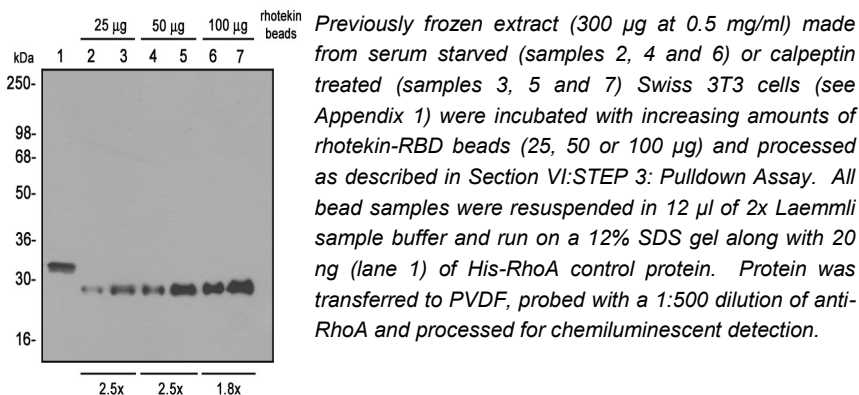 25 µg 50 µg 100 µg rhotekin
beads
kDa 1 2 3 4 5 6 7
250-
98-
68-
50-
36-
30-
16-
2.5x 2.5x 1.8x
Previously frozen extract (300 µg at 0.5 mg/ml) made
from serum starved (samples 2, 4 and 6) or calpeptin
treated (samples 3, 5 and 7) Swiss 3T3 cells (see
Appendix 1) were incubated with increasing amounts of
rhotekin-RBD beads (25, 50 or 100 µg) and processed
as described in Section VI:STEP 3: Pulldown Assay. All
bead samples were resuspended in 12 µl of 2x Laemmli
sample buffer and run on a 12% SDS gel along with 20
ng (lane 1) of His-RhoA control protein. Protein was
transferred to PVDF, probed with a 1:500 dilution of anti-
RhoA and processed for chemiluminescent detection.